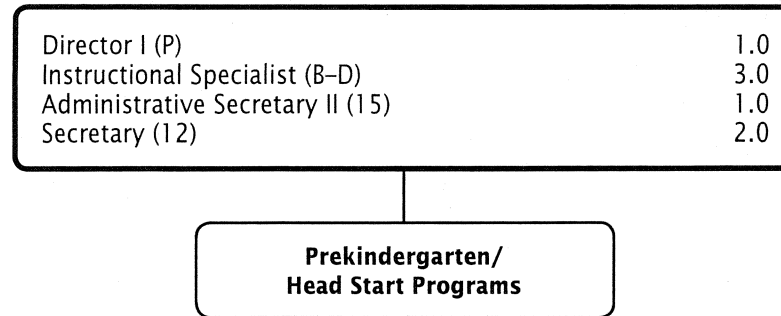 Director I (P) 1.0
Instructional Specialist (B–D) 3.0
Administrative Secretary II (15) 1.0
Secretary (12) 2.0
Prekindergarten/
Head Start Programs